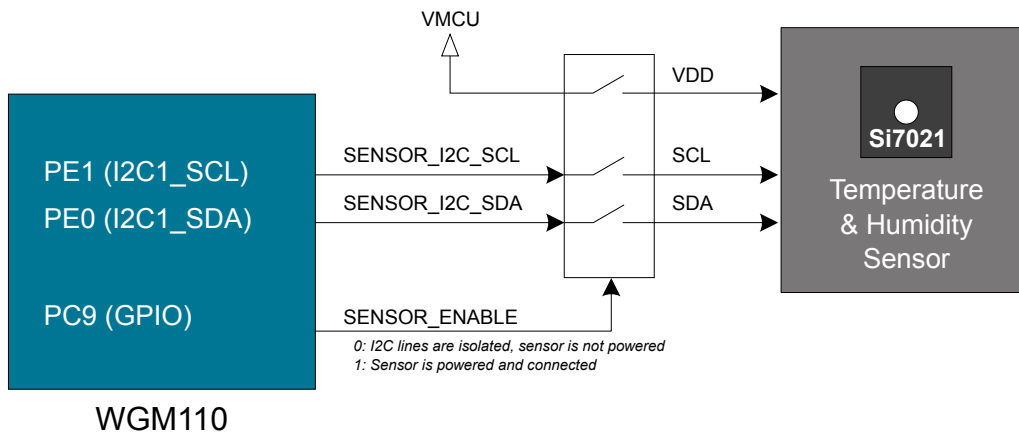 VMCU
VDD
Si7021
PE1 (I2C1_SCL)
SENSOR_I2C_SCL
SCL
PE0 (I2C1_SDA)
SENSOR_I2C_SDA
SDA
Temperature
& Humidity
Sensor
PC9 (GPIO)
SENSOR_ENABLE
0: I2C lines are isolated, sensor is not powered
1: Sensor is powered and connected
WGM110